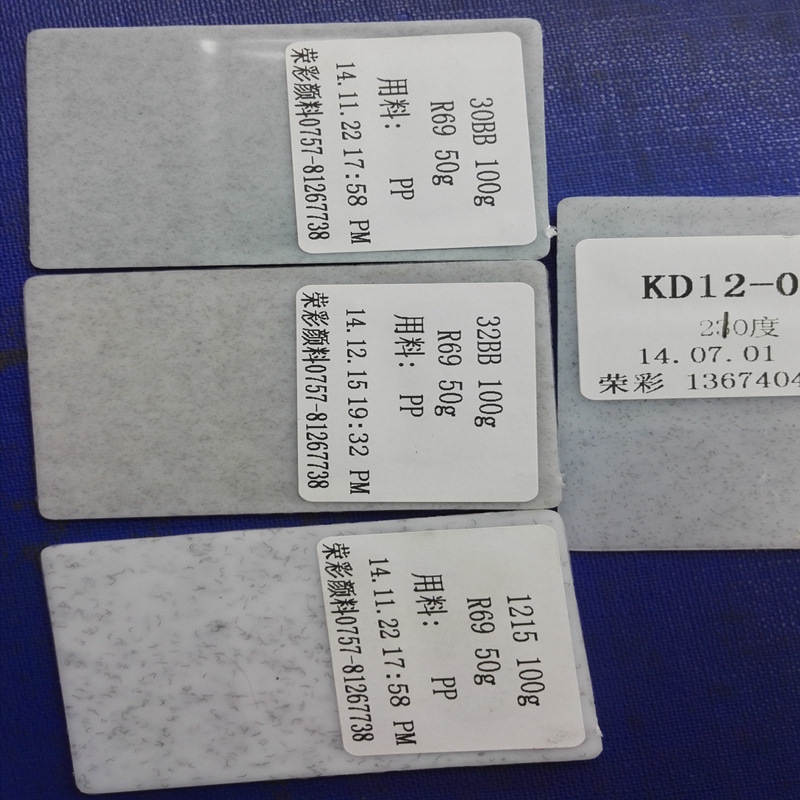 30BB 100g
R69 50g
用料: PP
14.11.22 17:58 PM
荣彩颜料0757-81267738
32BB 100g
R69 50g
用料: PP
14.12.15 19:32 PM
荣彩颜料0757-81267738
1215 100g
R69 50g
用料: PP
14.11.22 17:58 PM
荣彩颜料0757-81267738
KD12-0
度
14.07.01
荣彩 1367404